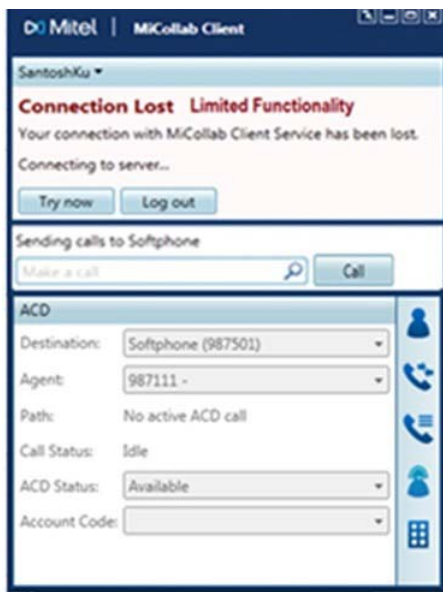 Mitel | MiCollab Client
SantoshKu
Connection Lost Limited Functionality
Your connection with MiCollab Client Service has been lost.
Connecting to server...
Try now Log out
Sending calls to Softphone
Make a call Call
ACD
Destination: Softphone (987501)
Agent: 987111 -
Path: No active ACD call
Call Status: Idle
ACD Status: Available
Account Code: